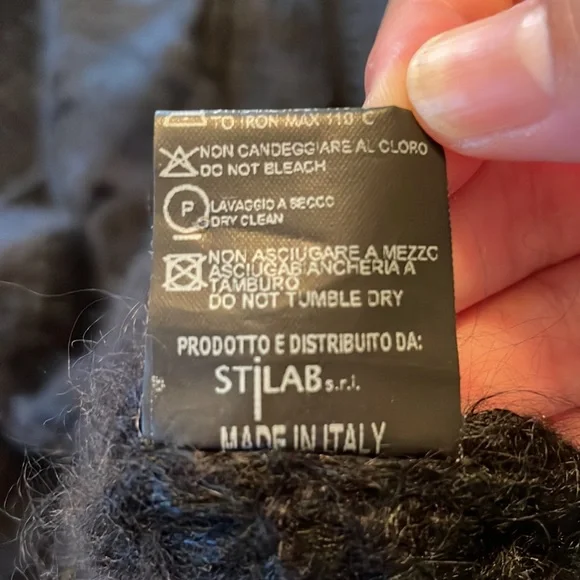 TO IRON MAX 110 C
NON CANDEGGIARE AL CLORO
DO NOT BLEACH
P
LAVAGGIO A SECCO
DRY CLEAN
NON ASCIUGARE A MEZZO
ASCIUGABIANCHERIA A
TAMBURO
DO NOT TUMBLE DRY
PRODOTTO E DISTRIBUITO DA:
STiLAB s.r.l.
MADE IN ITALY